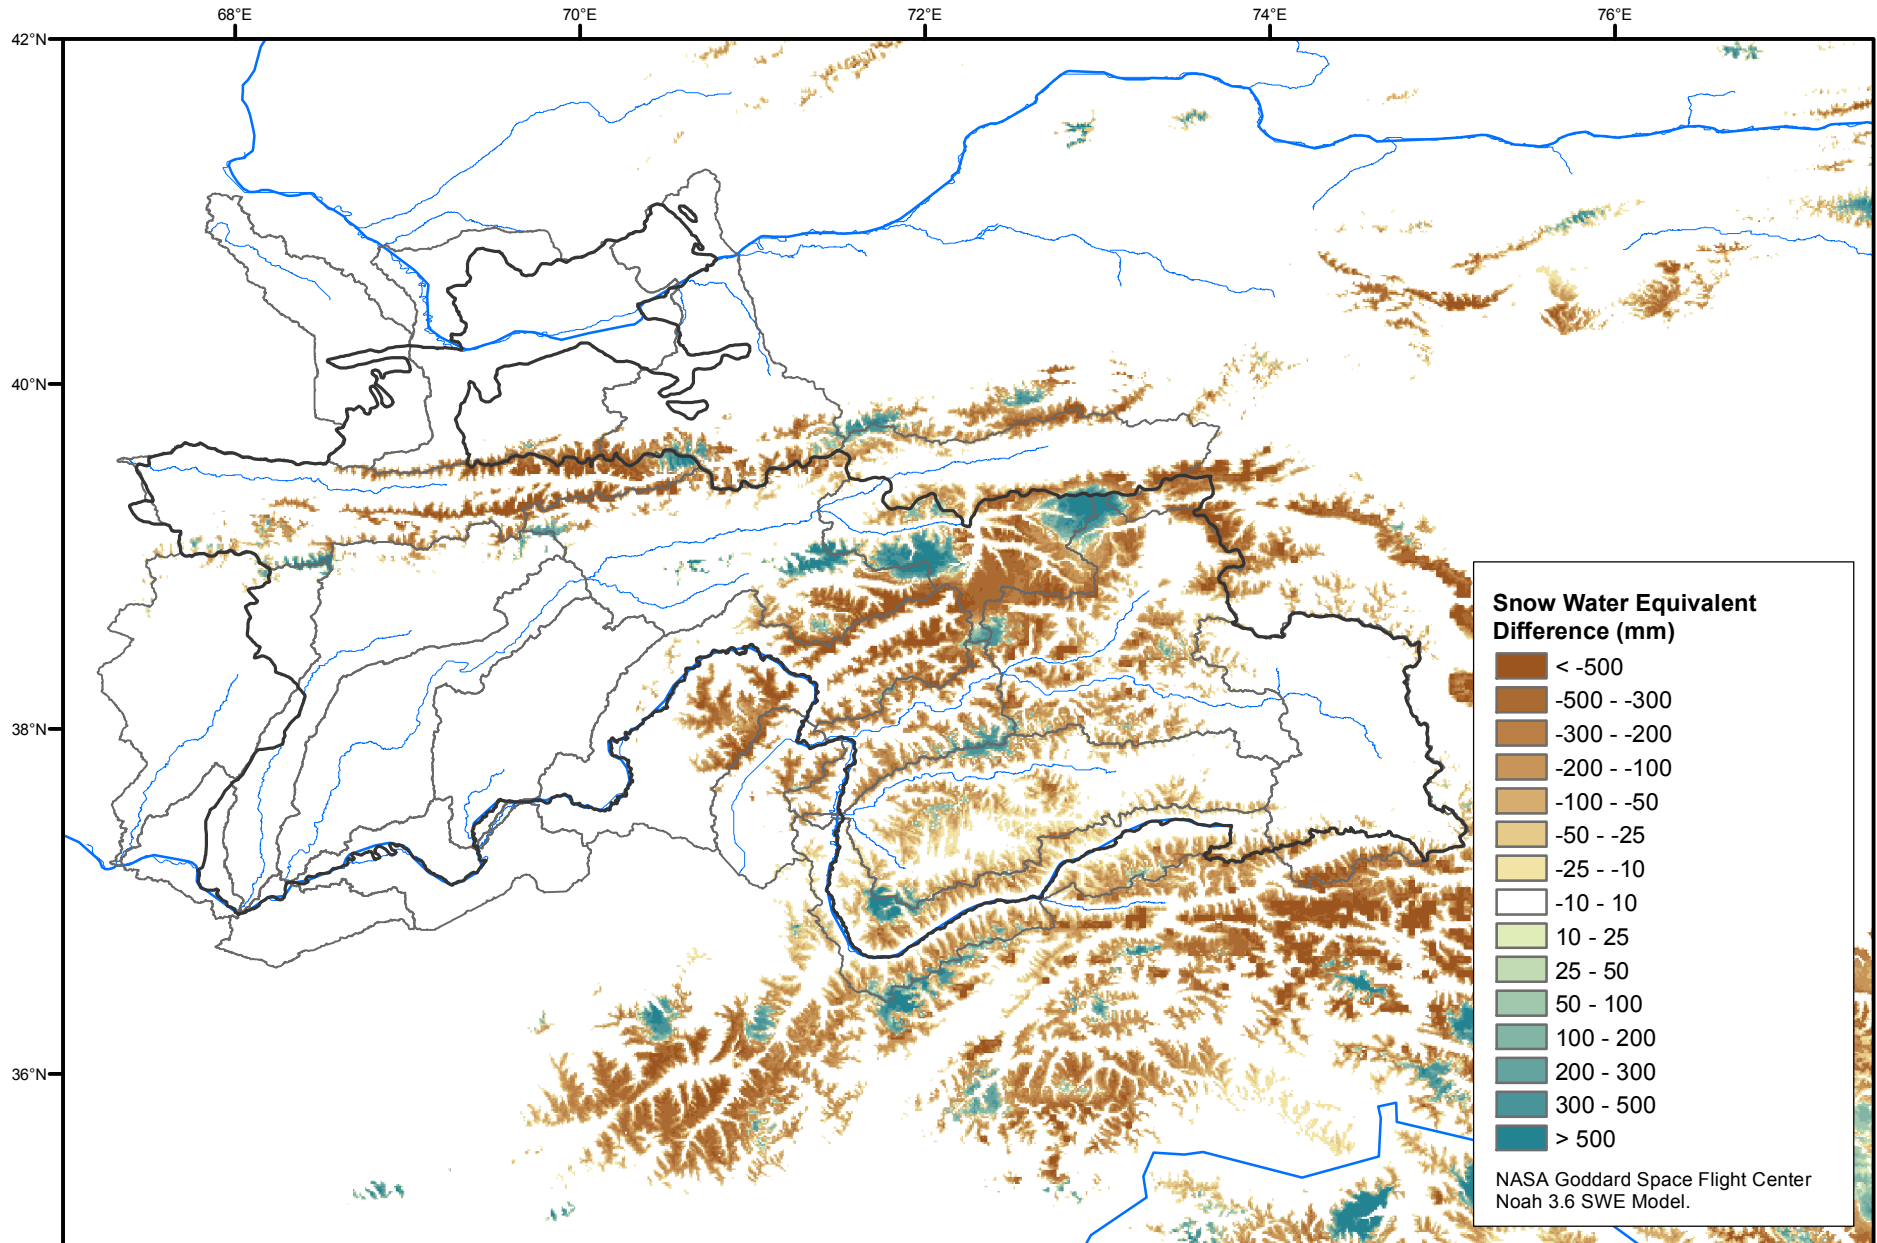 68°E
70°E
72°E
74°E
76°E
42°N
40°N
38°N
36°N
Snow Water Equivalent
Difference (mm)
< -500
-500 - -300
-300 - -200
-200 - -100
-100 - -50
-50 - -25
-25 - -10
-10 - 10
10 - 25
25 - 50
50 - 100
100 - 200
200 - 300
300 - 500
> 500
NASA Goddard Space Flight Center
Noah 3.6 SWE Model.